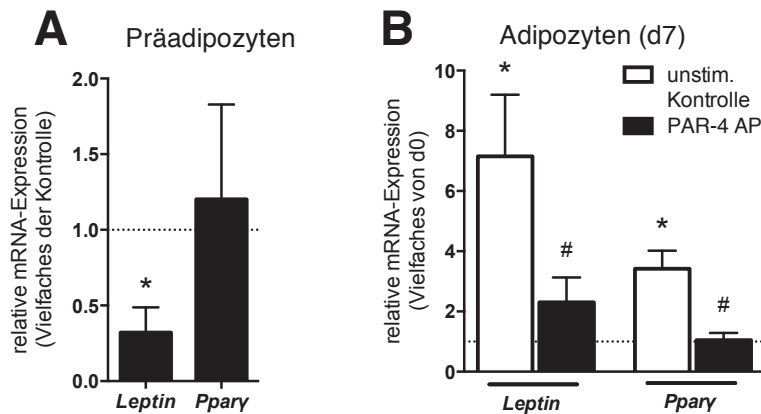 A
Präadipozyten
relative mRNA-Expression
(Vielfaches der Kontrolle)
2.0
1.5
1.0
0.5
0.0
*
Leptin
Pparγ
B
Adipozyten (d7)
relative mRNA-Expression
(Vielfaches von d0)
10
8
6
4
2
0
unstim.
Kontrolle
PAR-4 AP
*
#
*
#
Leptin
Pparγ